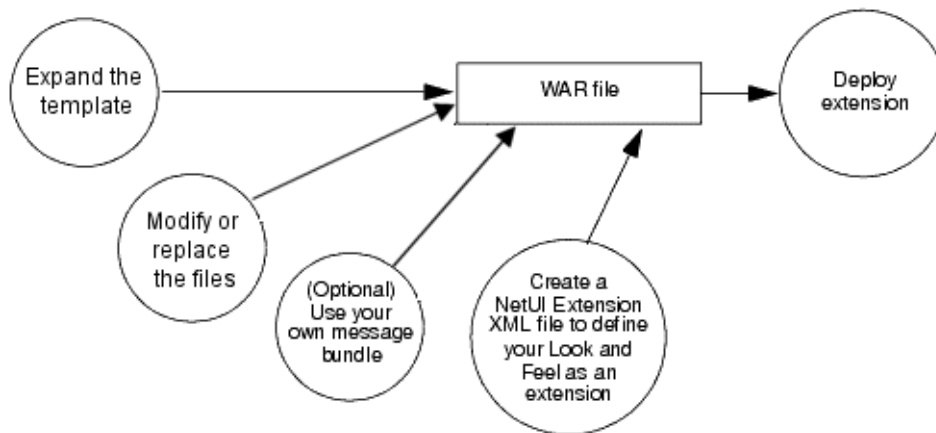 Expand the
template
WAR file
Deploy
extension
Modify or
replace
the files
(Optional)
Use your
own message
bundle
Create a
NetUI Extension
XML file to define
your Look and
Feel as an
extension